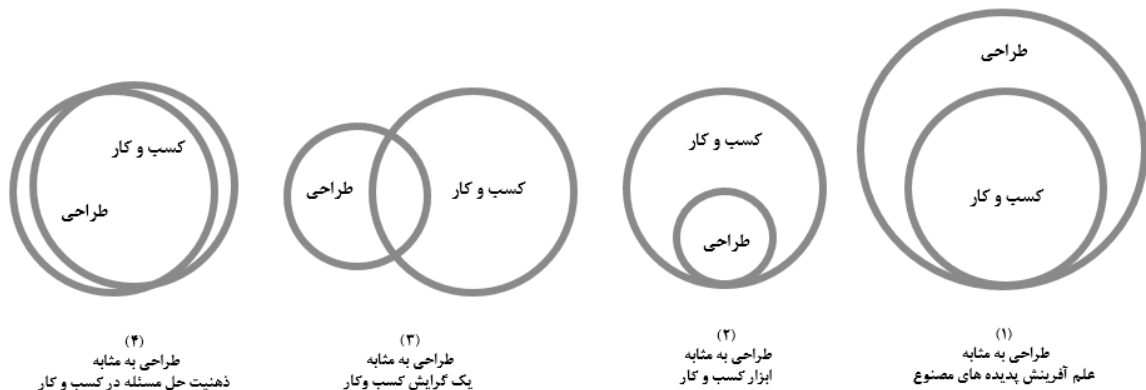 طراحی
کسب و کار
(۱)
طراحی به مثابه
علم آفرینش پدیده های مصنوع
کسب و کار
طراحی
(۲)
طراحی به مثابه
ابزار کسب و کار
کسب و کار
طراحی
(۳)
طراحی به مثابه
یک گرایش کسب وکار
کسب و کار
طراحی
(۴)
طراحی به مثابه
ذهنیت حل مسئله در کسب و کار